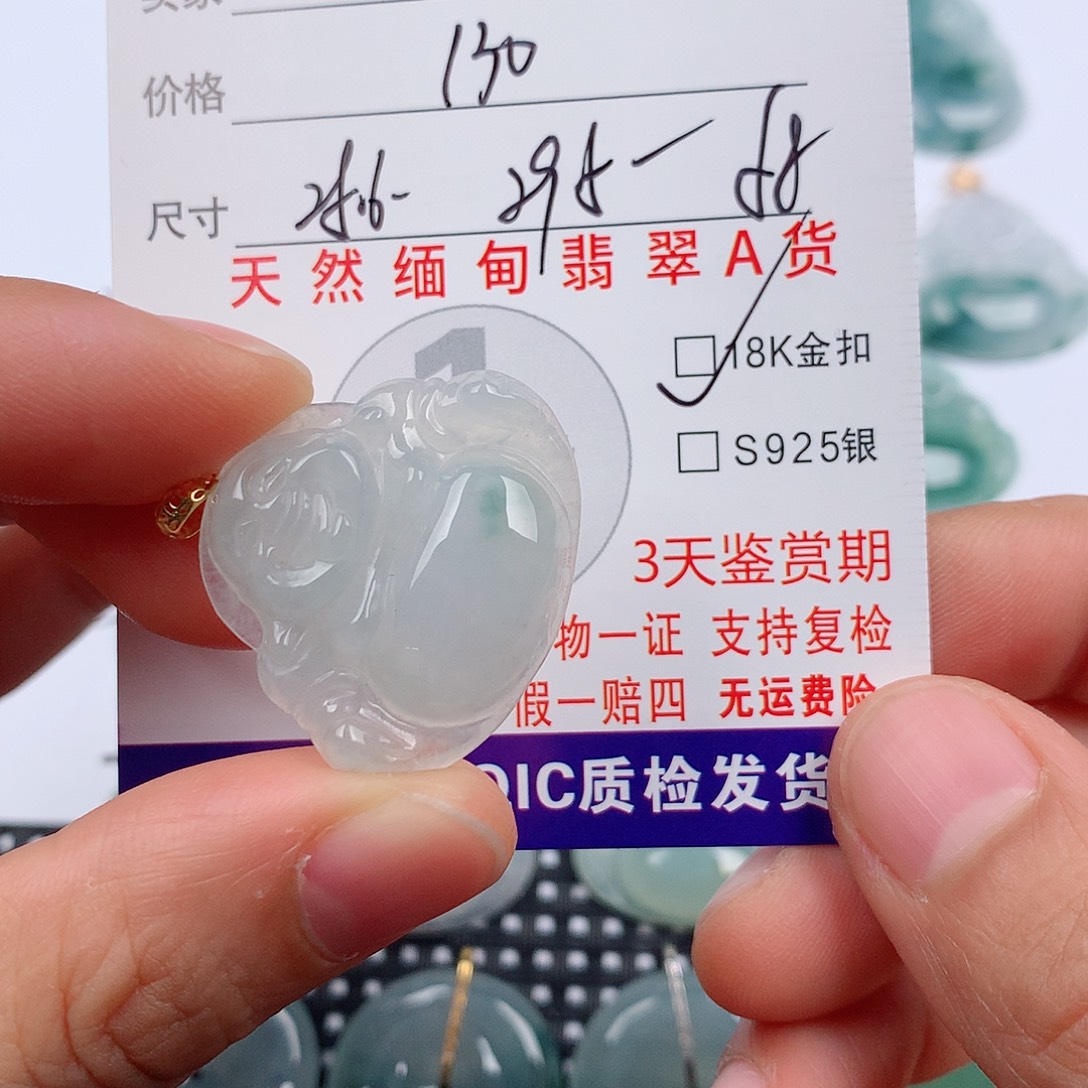 价格 130
尺寸
天然缅甸翡翠A货
18K金扣
S925银
3天鉴赏期
物一证 支持复检
假一赔四 无运费险
QIC质检发货